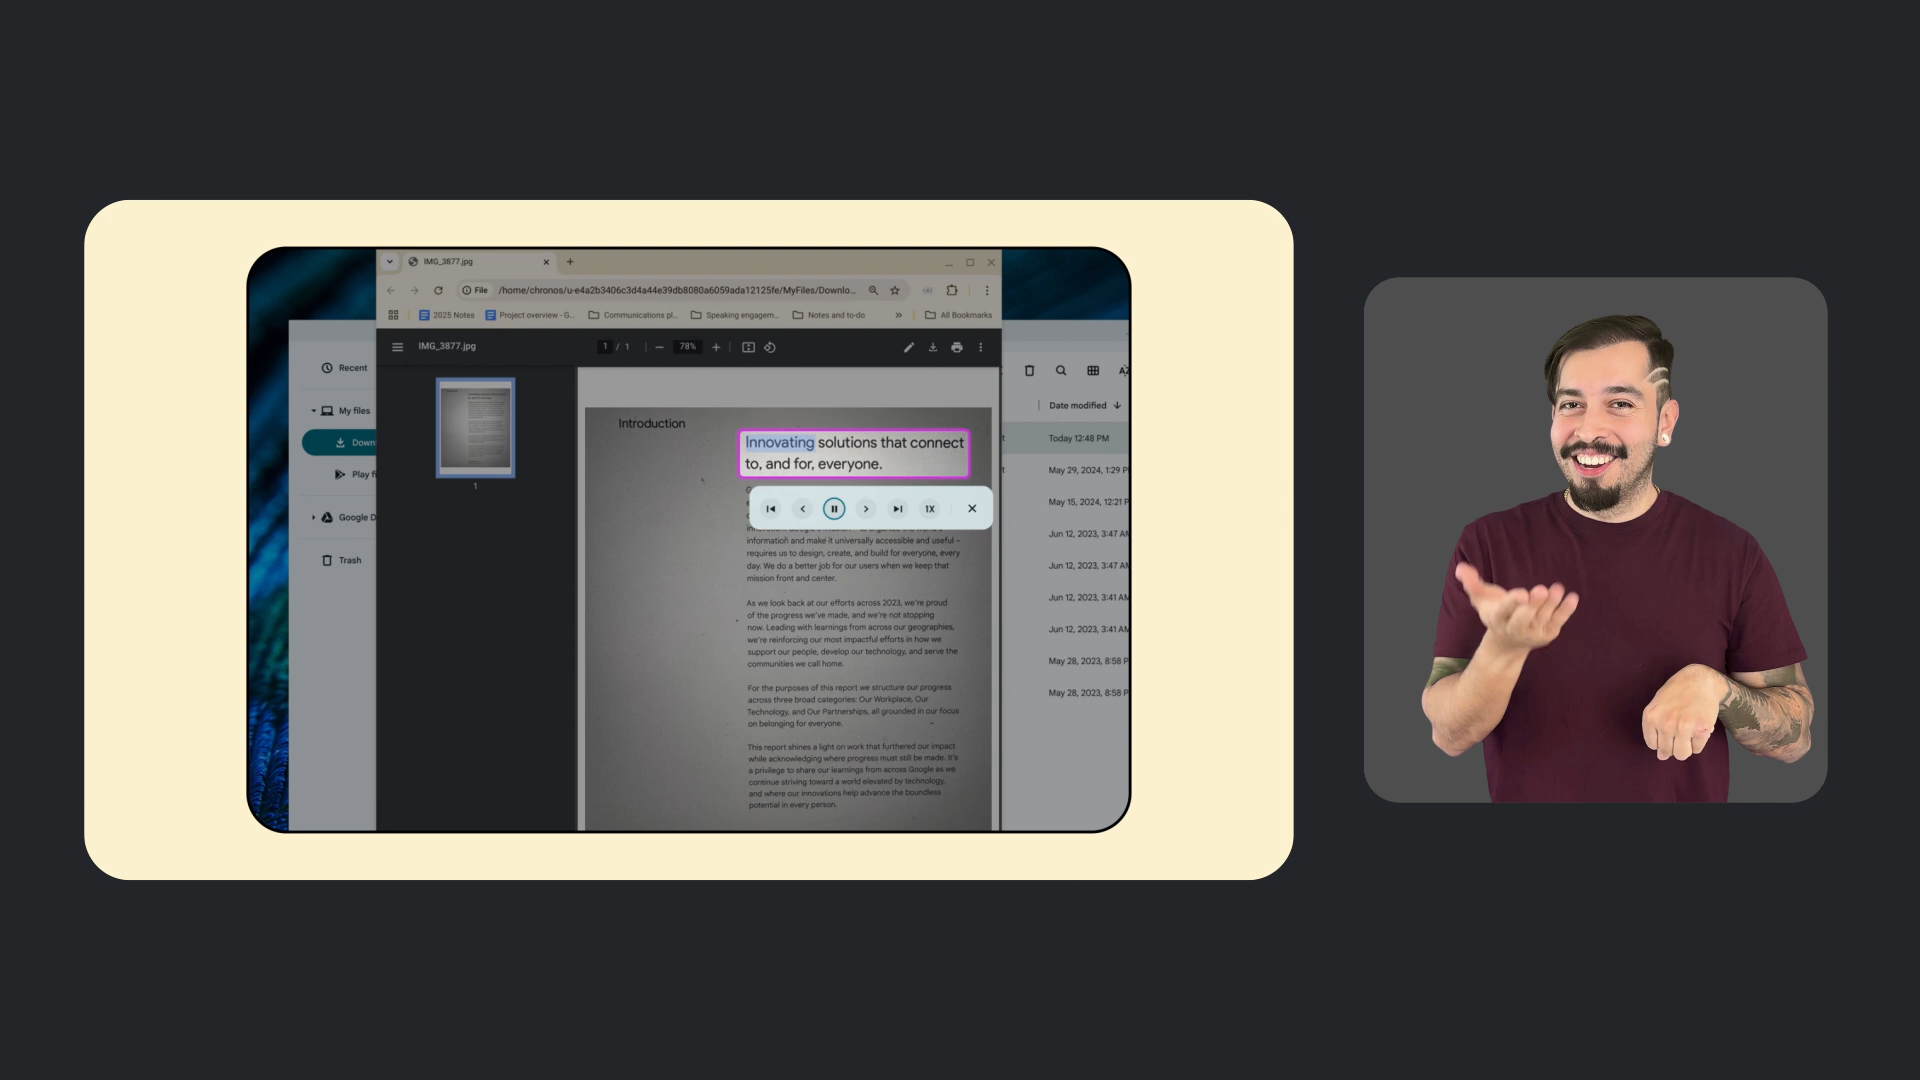 IMG_3877.jpg
File
/home/chronos/u-e4a2b3406c3d4a44e39db8080a6059ada12125fe/MyFiles/Downlo...
2025 Notes
Project overview - G...
Communications pl...
Speaking engagem...
Notes and to-do
All Bookmarks
IMG_3877.jpg
1 / 1
78%
Recent
My files
Down
Play fi
Google D
Trash
1
Introduction
Innovating solutions that connect
to, and for, everyone.
1X
information and make it universally accessible and useful –
requires us to design, create, and build for everyone, every
day. We do a better job for our users when we keep that
mission front and center.
As we look back at our efforts across 2023, we're proud
of the progress we've made, and we're not stopping
now. Leading with learnings from across our geographies,
we're reinforcing our most impactful efforts in how we
support our people, develop our technology, and serve the
communities we call home.
For the purposes of this report we structure our progress
across three broad categories: Our Workplace, Our
Technology, and Our Partnerships, all grounded in our focus
on belonging for everyone.
This report shines a light on work that furthered our impact
while acknowledging where progress must still be made. It's
a privilege to share our learnings from across Google as we
continue striving toward a world elevated by technology,
and where our innovations help advance the boundless
potential in every person.
Date modified
Today 12:48 PM
May 29, 2024, 1:29 P
May 15, 2024, 12:21 P
Jun 12, 2023, 3:47 AM
Jun 12, 2023, 3:47 AM
Jun 12, 2023, 3:41 AM
Jun 12, 2023, 3:41 AM
May 28, 2023, 8:58 P
May 28, 2023, 8:58 P